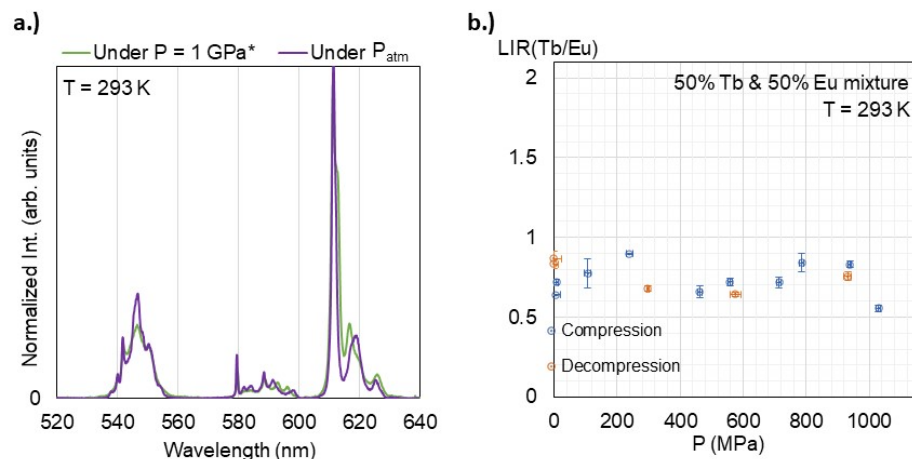 a.)
Under P = 1 GPa* Under Patm
T = 293 K
Normalized Int. (arb. units)
0
520 540 560 580 600 620 640
Wavelength (nm)
b.)
LIR(Tb/Eu)
50% Tb & 50% Eu mixture
T = 293 K
2
1.5
1
0.5
0
Compression
Decompression
0 200 400 600 800 1000
P (MPa)